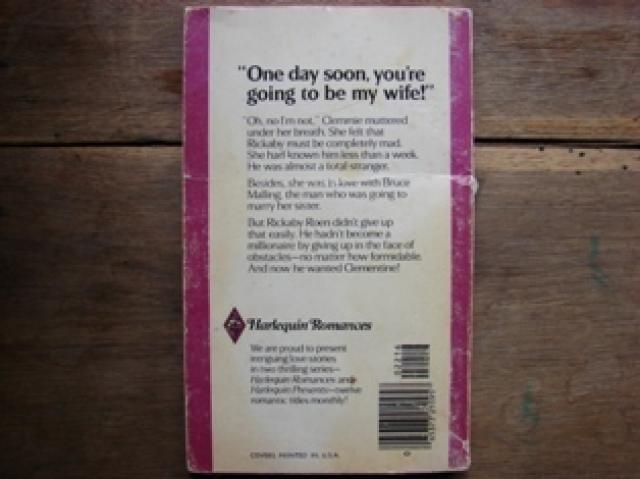 "One day soon, you're
going to be my wife!"
"Oh, no I'm not," Clemmie muttered
under her breath. She felt that
Rickaby must be completely mad.
She had known him less than a week.
He was almost a total stranger.
Besides, she was in love with Bruce
Malling, the man who was going to
marry her sister.
But Rickaby Rioen didn't give up
that easily. He hadn't become a
millionaire by giving up in the face of
obstacles—no matter how formidable.
And now he wanted Clementine!
Harlequin Romances
We are proud to present
intriguing love stories
in two thrilling series—
Harlequin Romances and
Harlequin Presents—twelve
romantic titles monthly!
02216
COVERS PRINTED IN U.S.A.